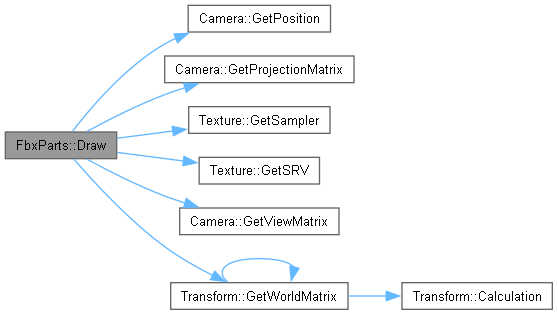 Camera::GetPosition
Camera::GetProjectionMatrix
Texture::GetSampler
FbxParts::Draw
Texture::GetSRV
Camera::GetViewMatrix
Transform::GetWorldMatrix
Transform::Calculation